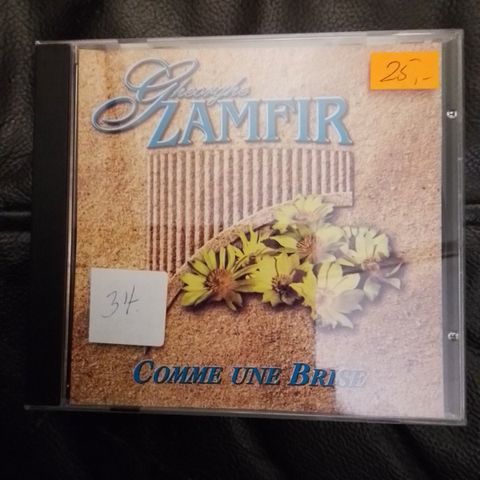 25,-
Gheorghe
ZAMFIR
34.
COMME UNE BRISE